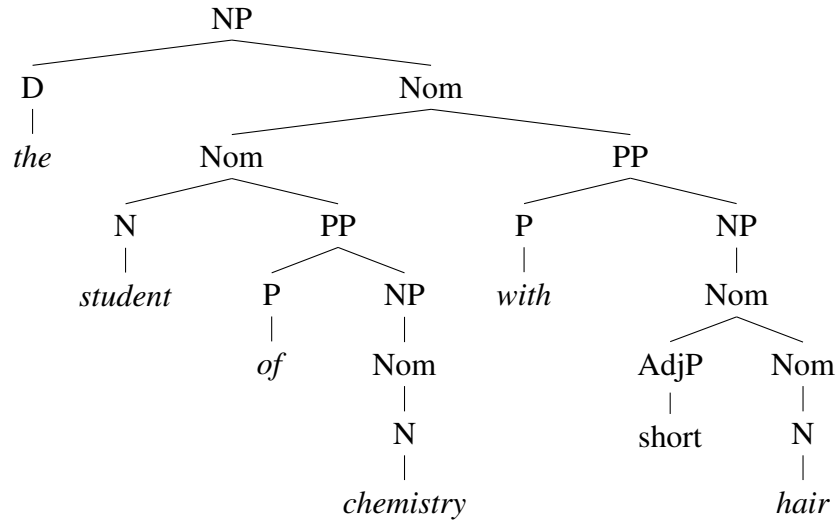 NP
D Nom
the Nom PP
N PP P NP
student P NP with Nom
of Nom AdjP Nom
N short N
chemistry hair